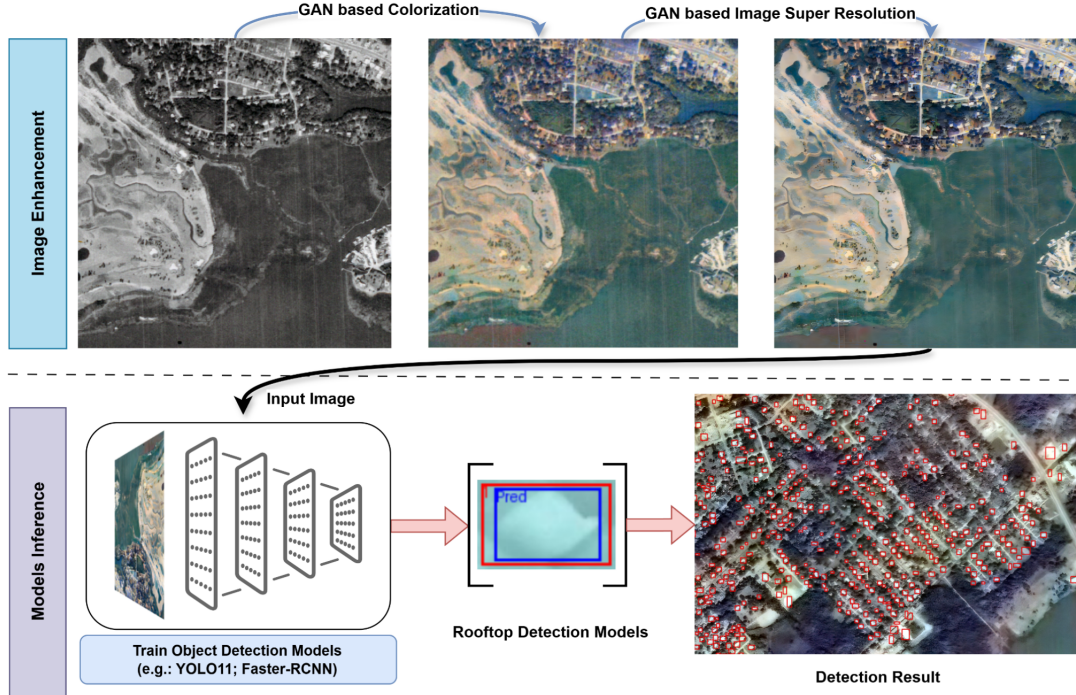 GAN based Colorization
GAN based Image Super Resolution
Image Enhancement
Input Image
Models Inference
Pred
Train Object Detection Models
(e.g.: YOLO11; Faster-RCNN)
Rooftop Detection Models
Detection Result